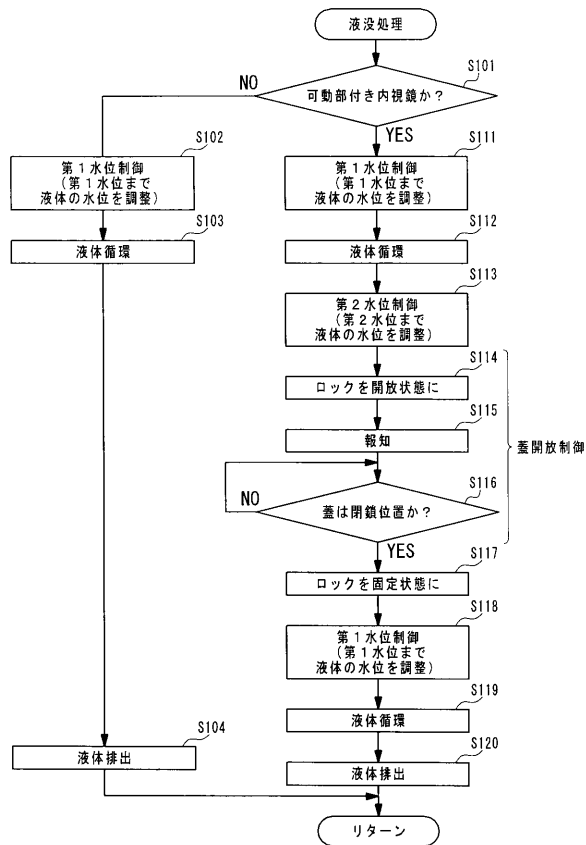 液没処理
S101
可動部付き内視鏡か？
NO
YES
S102
第１水位制御
（第１水位まで
液体の水位を調整）
S103
液体循環
S111
第１水位制御
（第１水位まで
液体の水位を調整）
S112
液体循環
S113
第２水位制御
（第２水位まで
液体の水位を調整）
S114
ロックを開放状態に
S115
報知
蓋開放制御
S116
蓋は閉鎖位置か？
NO
YES
S117
ロックを固定状態に
S118
第１水位制御
（第１水位まで
液体の水位を調整）
S119
液体循環
S104
液体排出
S120
液体排出
リターン